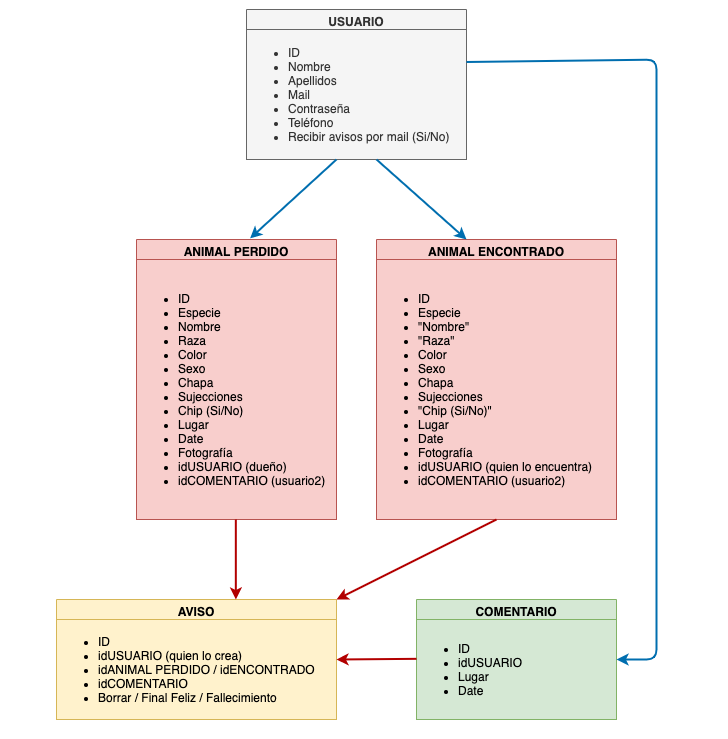 USUARIO
ID
Nombre
Apellidos
Mail
Contraseña
Teléfono
Recibir avisos por mail (Si/No)
ANIMAL PERDIDO
ID
Especie
Nombre
Raza
Color
Sexo
Chapa
Sujecciones
Chip (Si/No)
Lugar
Date
Fotografía
idUSUARIO (dueño)
idCOMENTARIO (usuario2)
ANIMAL ENCONTRADO
ID
Especie
"Nombre"
"Raza"
Color
Sexo
Chapa
Sujecciones
"Chip (Si/No)"
Lugar
Date
Fotografía
idUSUARIO (quien lo encuentra)
idCOMENTARIO (usuario2)
AVISO
ID
idUSUARIO (quien lo crea)
idANIMAL PERDIDO / idENCONTRADO
idCOMENTARIO
Borrar / Final Feliz / Fallecimiento
COMENTARIO
ID
idUSUARIO
Lugar
Date